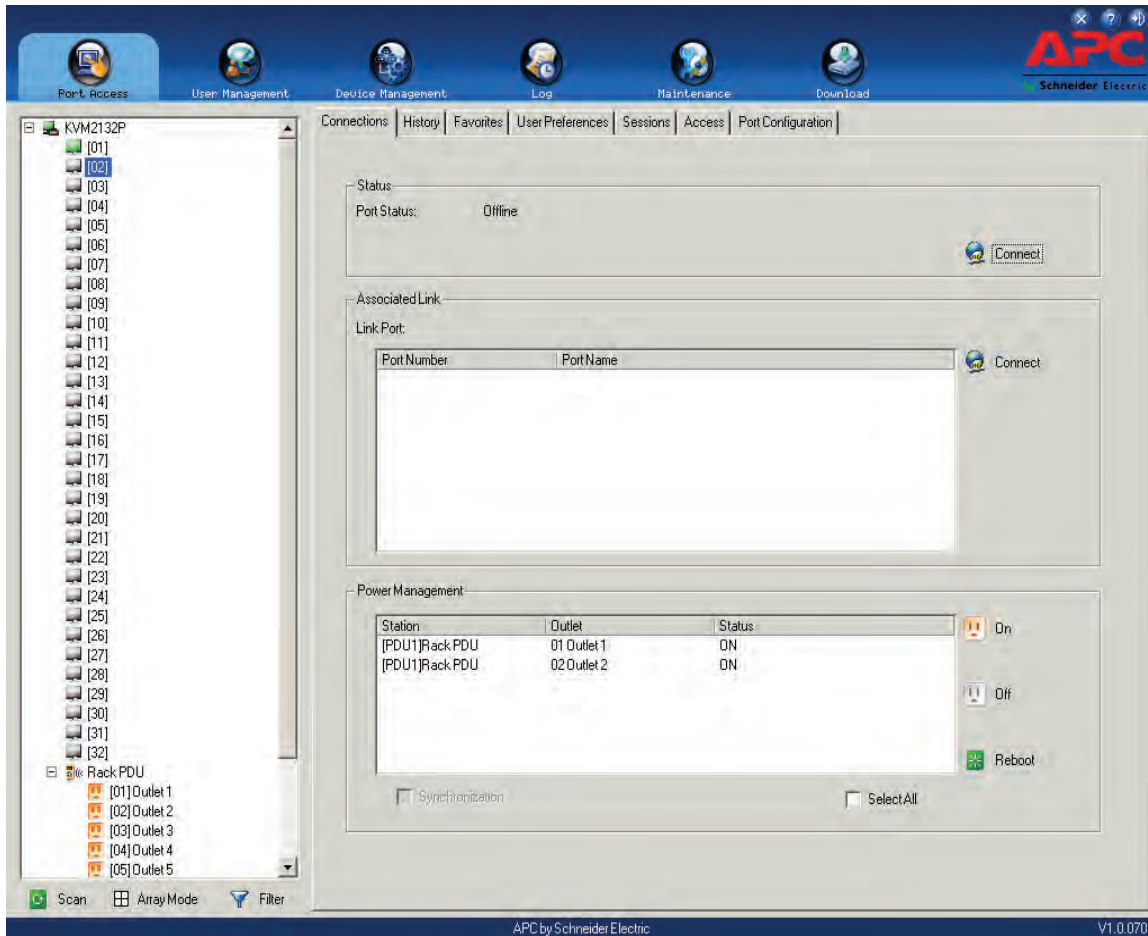 APC
by Schneider Electric
Port Access
User Management
Device Management
Log
Maintenance
Download
KVM2132P
[01]
[02]
[03]
[04]
[05]
[06]
[07]
[08]
[09]
[10]
[11]
[12]
[13]
[14]
[15]
[16]
[17]
[18]
[19]
[20]
[21]
[22]
[23]
[24]
[25]
[26]
[27]
[28]
[29]
[30]
[31]
[32]
Rack PDU
[01] Outlet 1
[02] Outlet 2
[03] Outlet 3
[04] Outlet 4
[05] Outlet 5
Scan
Array Mode
Filter
Connections
History
Favorites
User Preferences
Sessions
Access
Port Configuration
Status
Port Status: Offline
Connect
Associated Link
Link Port:
Port Number Port Name
Connect
Power Management
Station Outlet Status
[PDU1]Rack PDU 01 Outlet 1 ON
[PDU1]Rack PDU 02 Outlet 2 ON
On
Off
Reboot
Synchronization
Select All
APC by Schneider Electric
V1.0.070